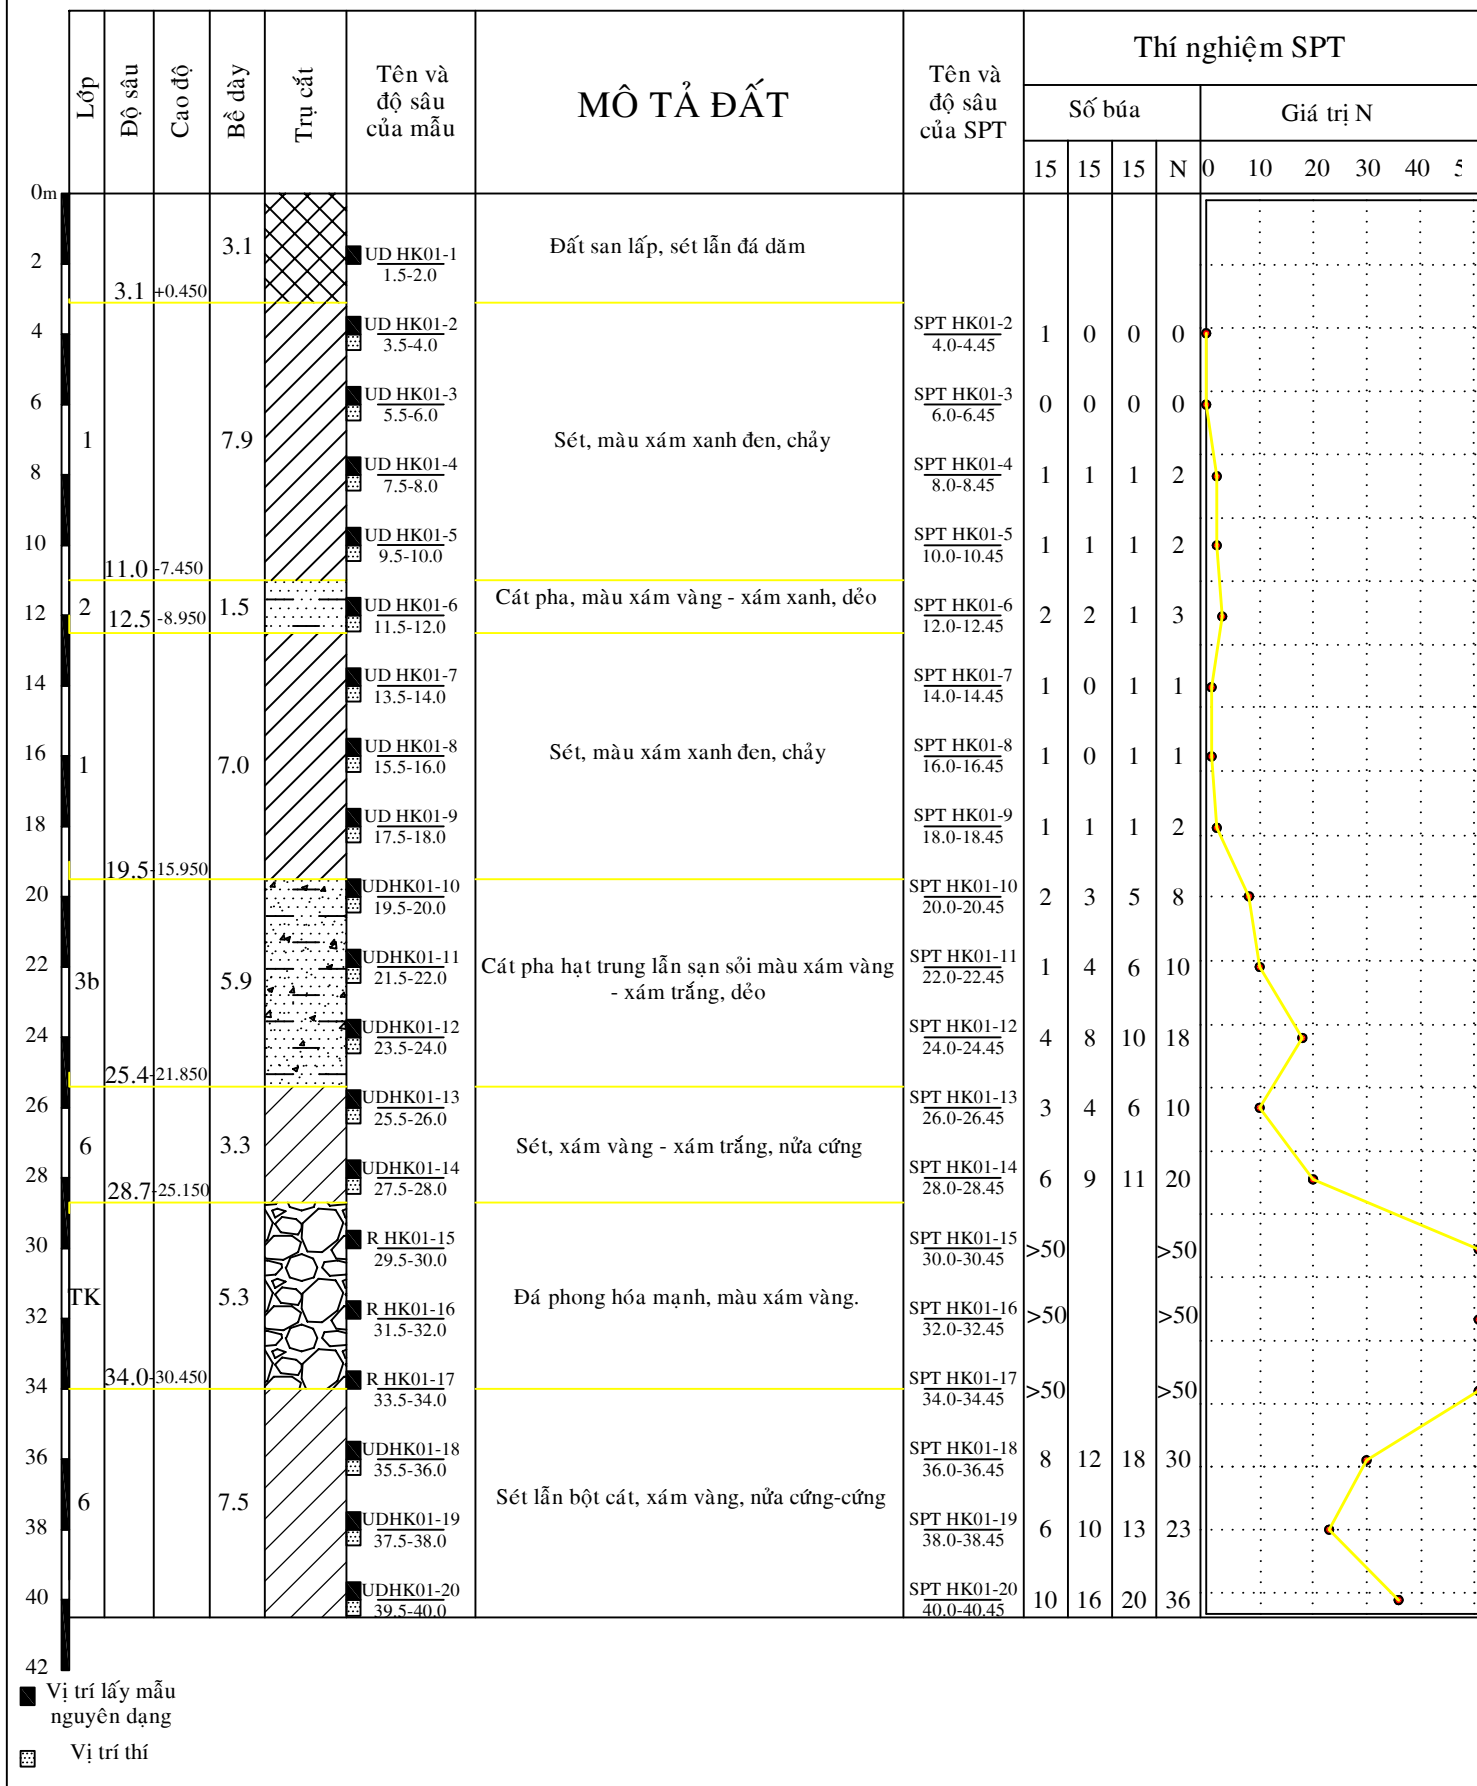 Lớp
Độ sâu
Cao độ
Bề dày
Trụ cắt
Tên và
độ sâu
của mẫu
MÔ TẢ ĐẤT
Tên và
độ sâu
của SPT
Thí nghiệm SPT
Số búa
Giá trị N
15 15 15 N
0 10 20 30 40
0m
3.1
UD HK01-1
1.5-2.0
Đất san lấp, sét lẫn đá dăm
2
3.1 +0.450
UD HK01-2
3.5-4.0
SPT HK01-2
4.0-4.45
4
1 0 0 0
UD HK01-3
5.5-6.0
SPT HK01-3
6.0-6.45
6
0 0 0 0
1
7.9
Sét, màu xám xanh đen, chảy
UD HK01-4
7.5-8.0
SPT HK01-4
8.0-8.45
8
1 1 1 2
UD HK01-5
9.5-10.0
SPT HK01-5
10.0-10.45
10
1 1 1 2
11.0 -7.450
2
12.5 -8.950
1.5
UD HK01-6
11.5-12.0
Cát pha, màu xám vàng - xám xanh, dẻo
SPT HK01-6
12.0-12.45
12
2 2 1 3
UD HK01-7
13.5-14.0
SPT HK01-7
14.0-14.45
14
1 0 1 1
UD HK01-8
15.5-16.0
Sét, màu xám xanh đen, chảy
SPT HK01-8
16.0-16.45
16
1
7.0
1 0 1 1
UD HK01-9
17.5-18.0
SPT HK01-9
18.0-18.45
18
1 1 1 2
19.5 -15.950
UDHK01-10
19.5-20.0
SPT HK01-10
20.0-20.45
20
2 3 5 8
UDHK01-11
21.5-22.0
Cát pha hạt trung lẫn sạn sỏi màu xám vàng
- xám trắng, dẻo
SPT HK01-11
22.0-22.45
22
3b
5.9
1 4 6 10
UDHK01-12
23.5-24.0
SPT HK01-12
24.0-24.45
24
4 8 10 18
25.4 -21.850
UDHK01-13
25.5-26.0
SPT HK01-13
26.0-26.45
26
3 4 6 10
6
3.3
Sét, xám vàng - xám trắng, nửa cứng
UDHK01-14
27.5-28.0
SPT HK01-14
28.0-28.45
28
6 9 11 20
28.7 -25.150
R HK01-15
29.5-30.0
SPT HK01-15
30.0-30.45
30
>50 >50
TK
5.3
Đá phong hóa mạnh, màu xám vàng.
R HK01-16
31.5-32.0
SPT HK01-16
32.0-32.45
32
>50 >50
34.0 -30.450
R HK01-17
33.5-34.0
SPT HK01-17
34.0-34.45
34
>50 >50
UDHK01-18
35.5-36.0
SPT HK01-18
36.0-36.45
36
8 12 18 30
6
7.5
Sét lẫn bột cát, xám vàng, nửa cứng-cứng
UDHK01-19
37.5-38.0
SPT HK01-19
38.0-38.45
38
6 10 13 23
UDHK01-20
39.5-40.0
SPT HK01-20
40.0-40.45
40
10 16 20 36
42
Vị trí lấy mẫu
nguyên dạng
Vị trí thí